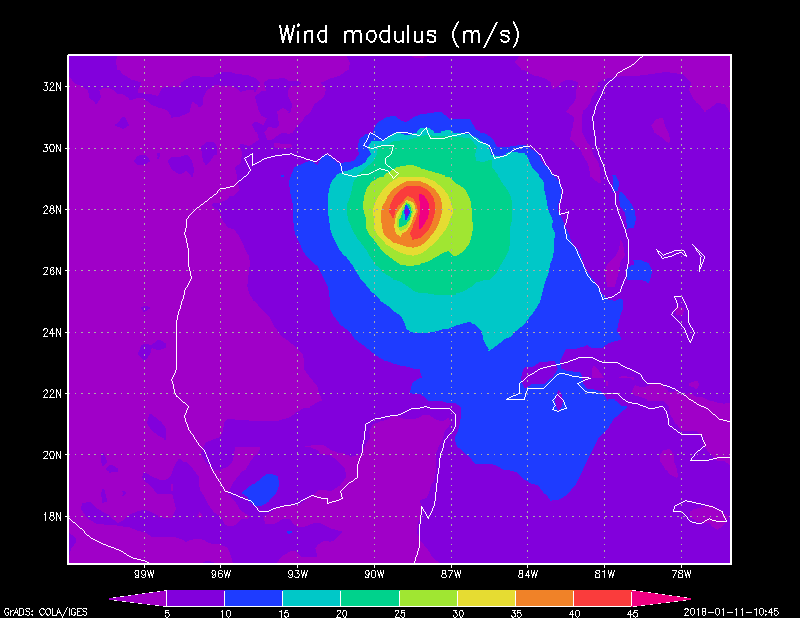 Wind modulus (m/s)
32N
30N
28N
26N
24N
22N
20N
18N
99W 96W 93W 90W 87W 84W 81W 78W
5 10 15 20 25 30 35 40 45
GrADS: COLA/IGES 2018-01-11-10:45